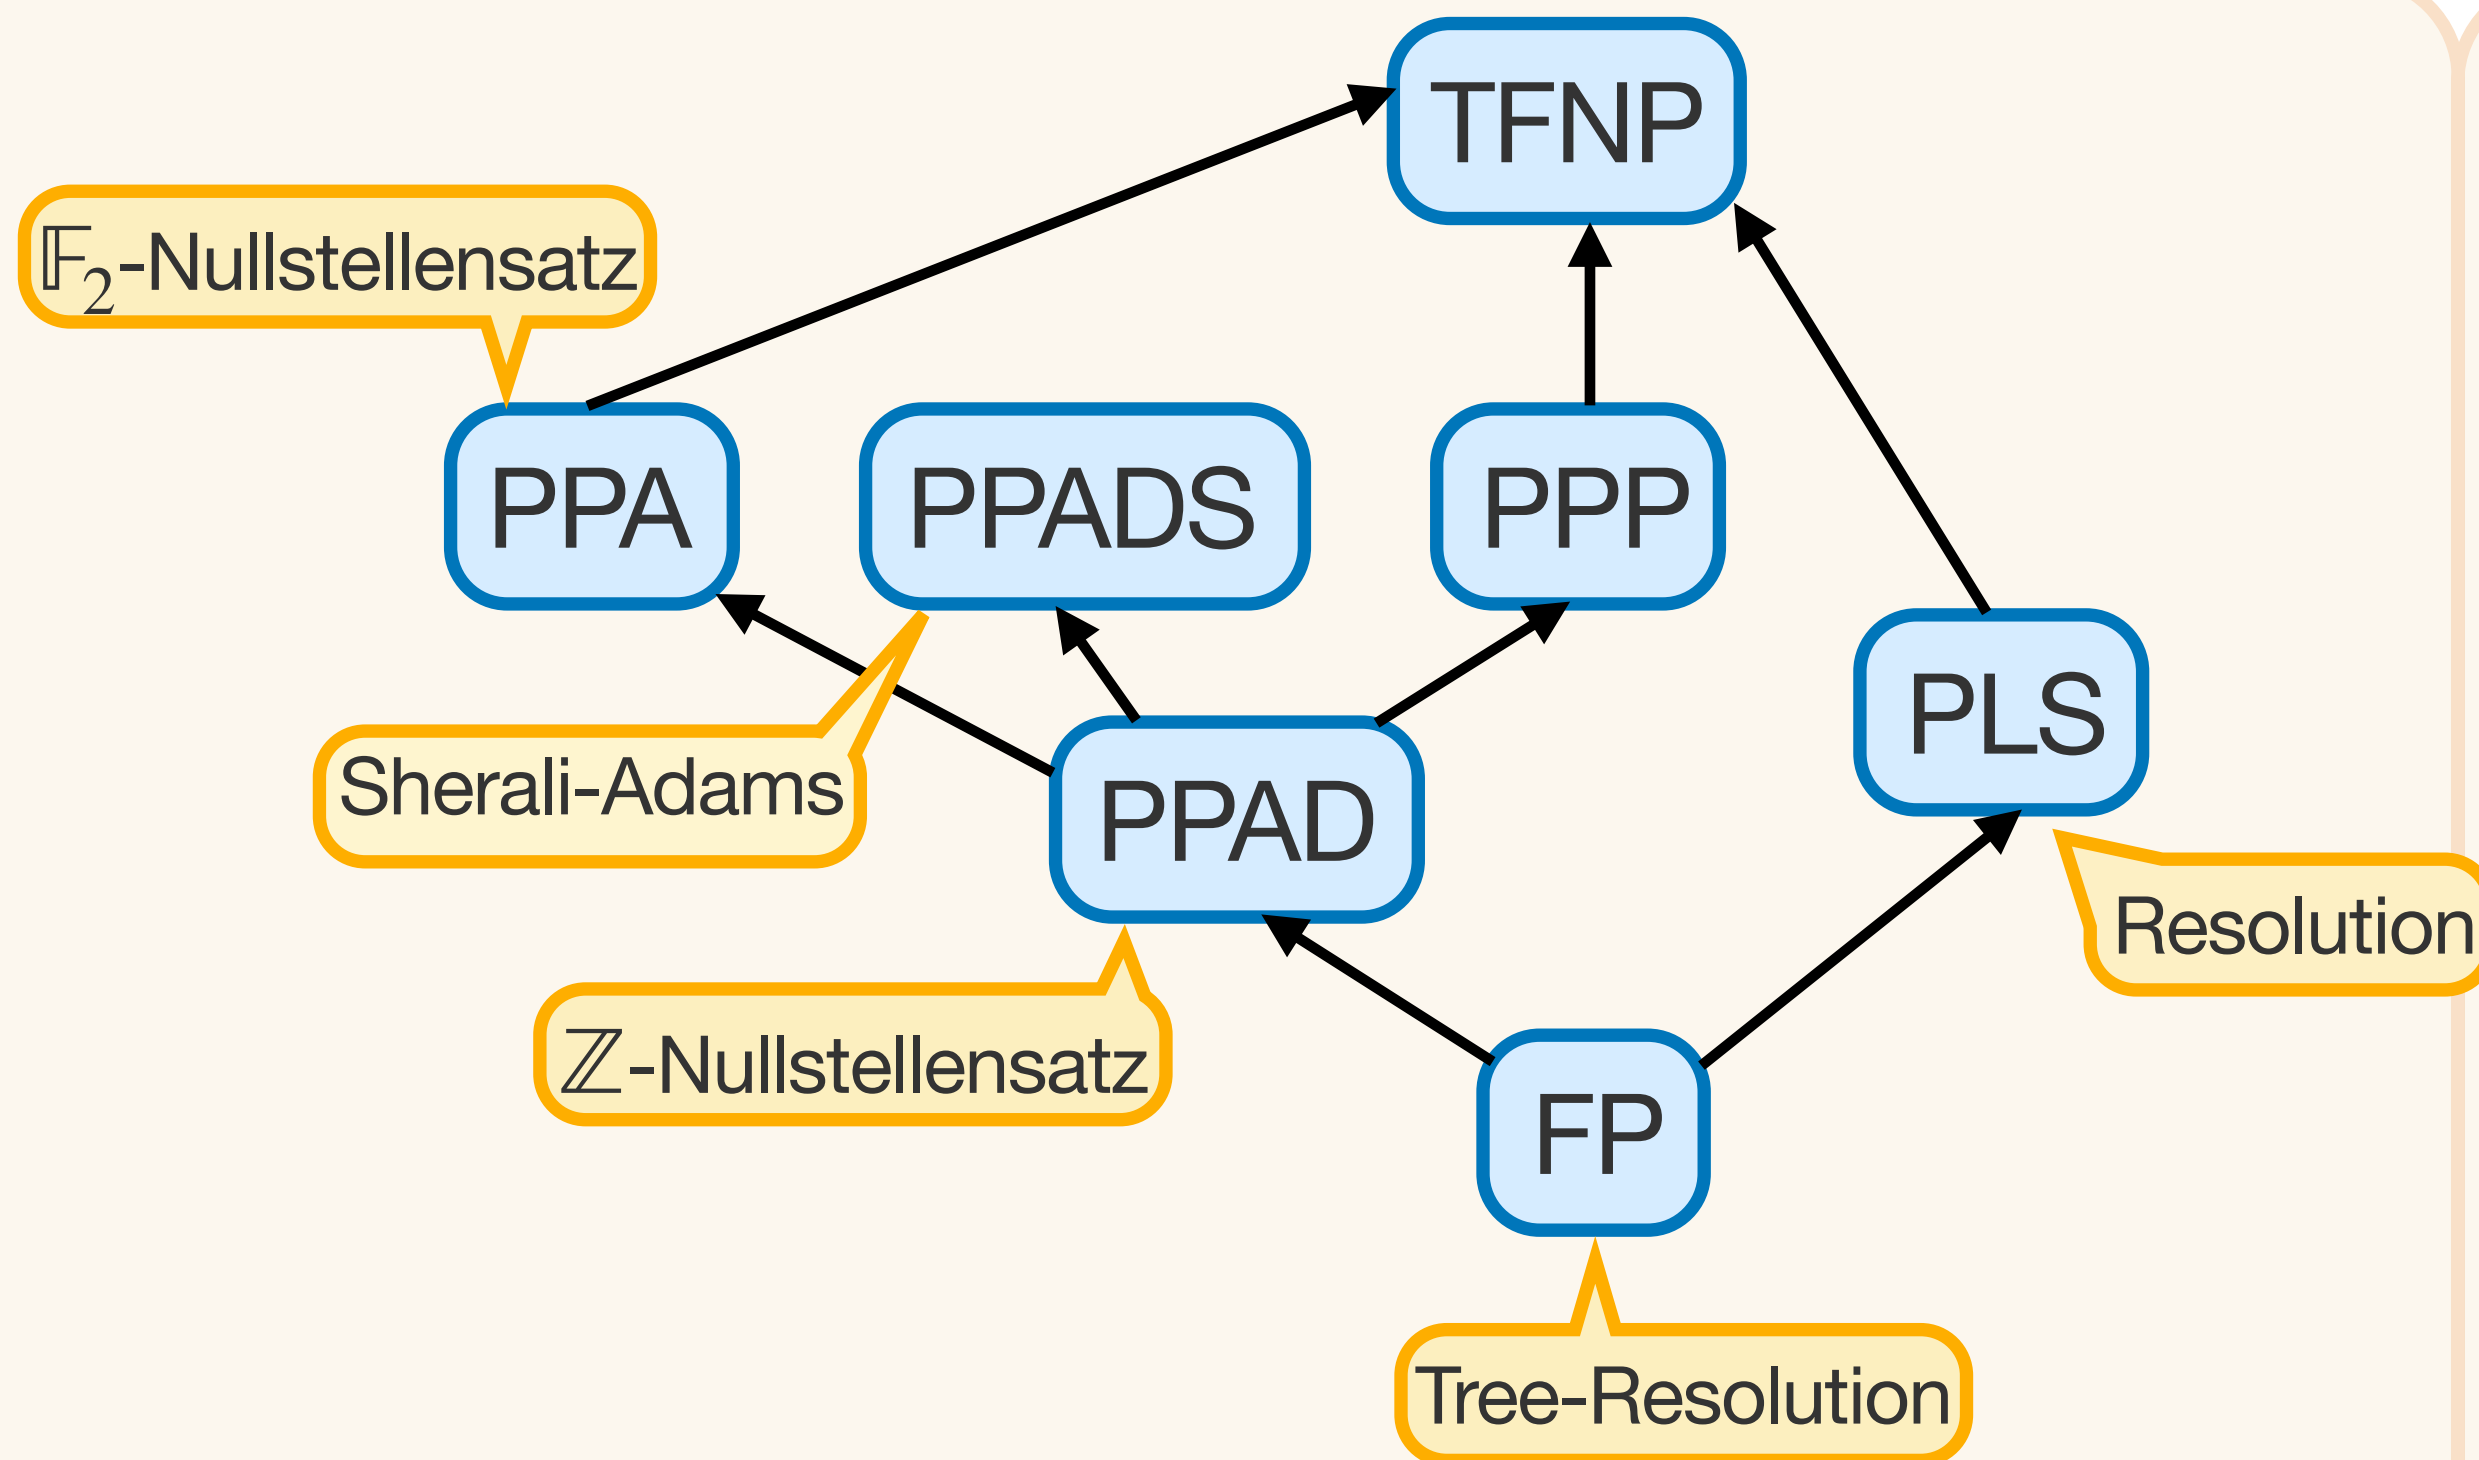 TFNP
𝔽₂-Nullstellensatz
PPA
PPADS
PPP
PLS
Sherali-Adams
PPAD
Resolution
ℤ-Nullstellensatz
FP
Tree-Resolution